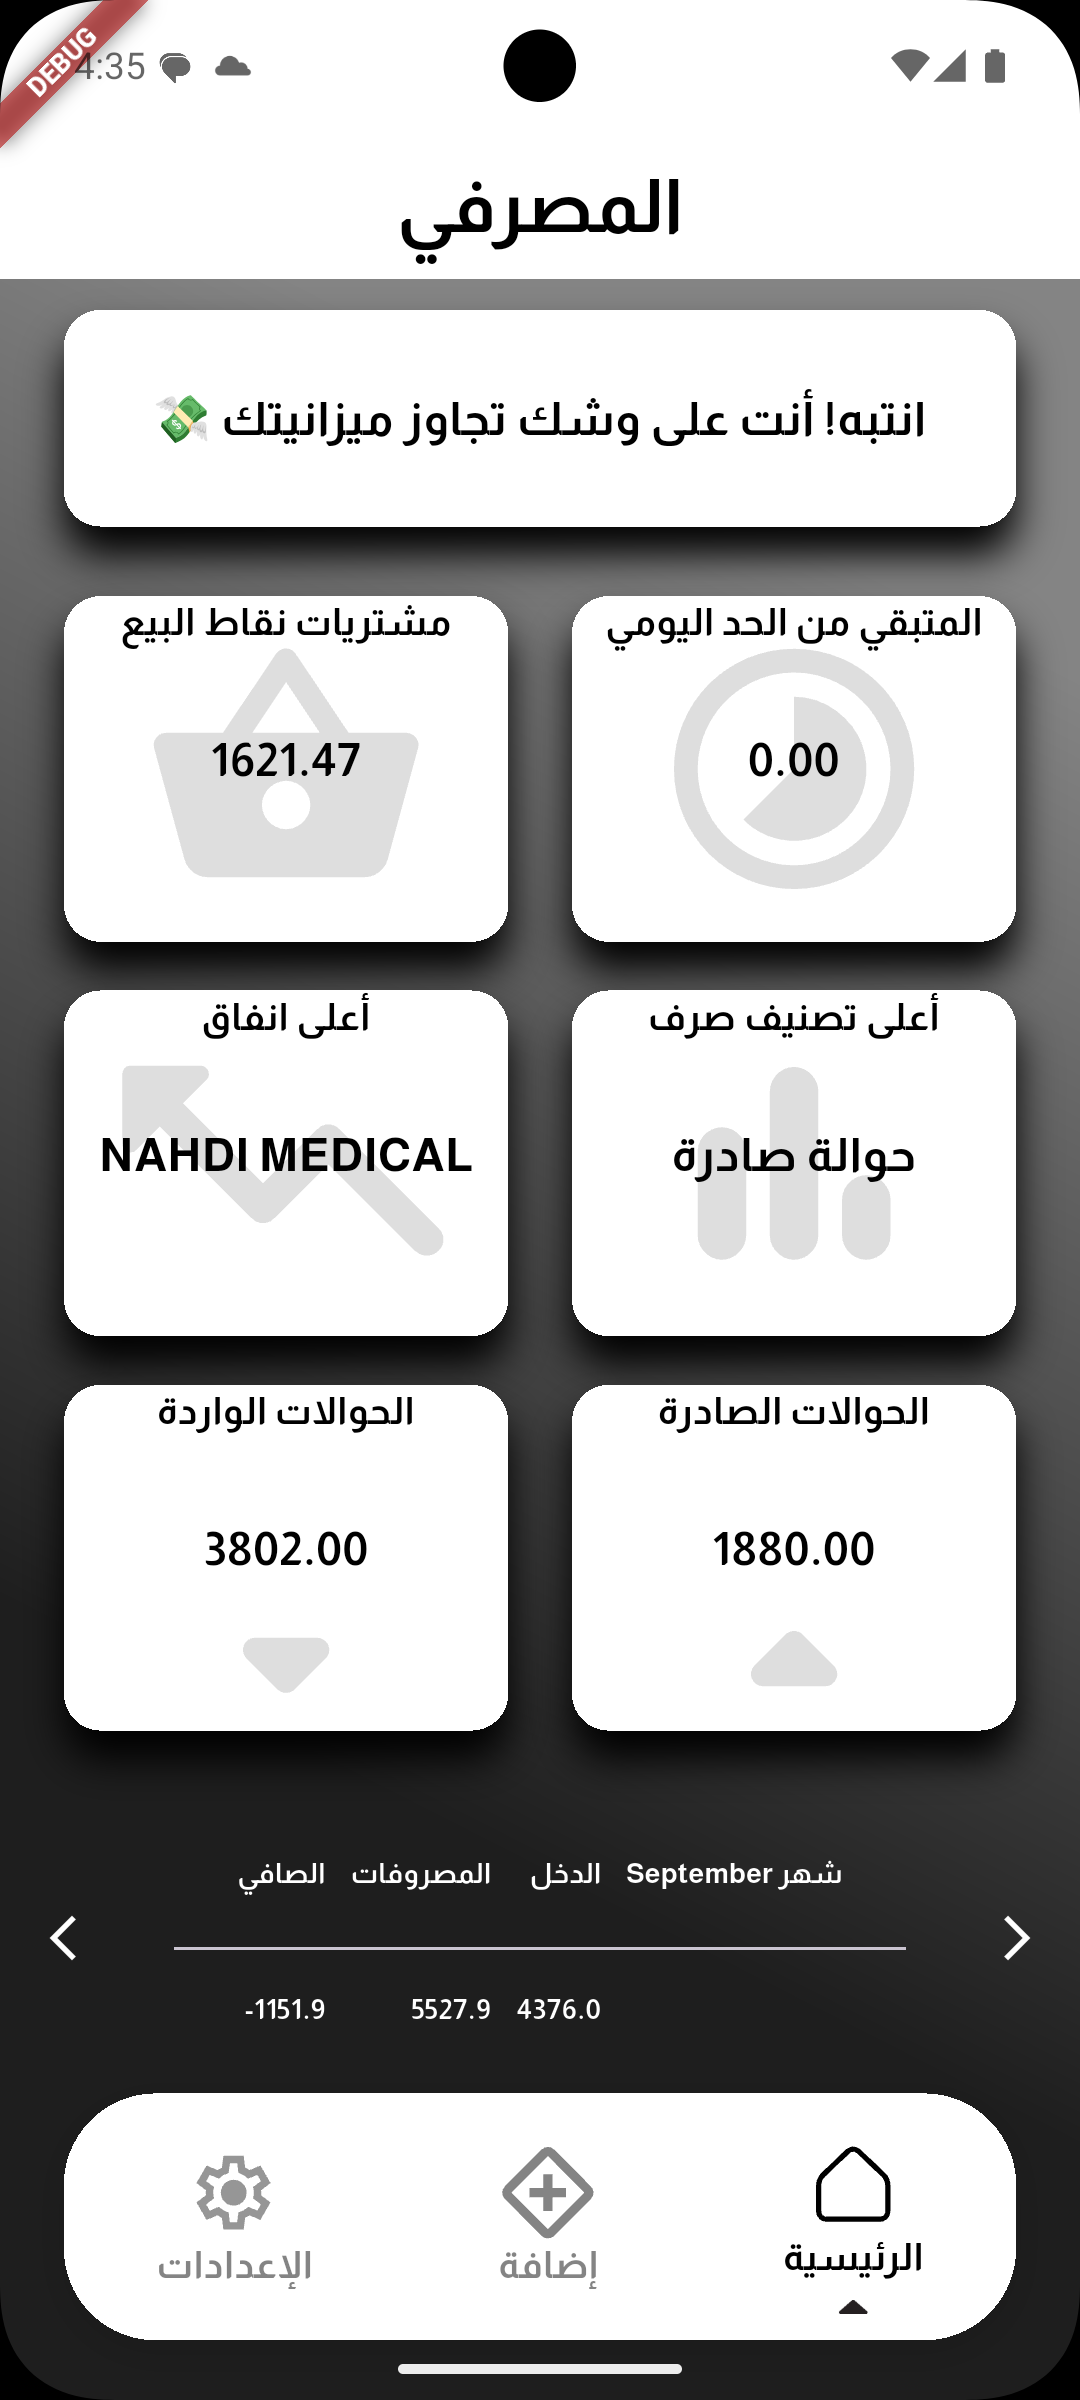 DEBUG
4:35
المصرفي
انتبه! أنت على وشك تجاوز ميزانيتك 💸
المتبقي من الحد اليومي
0.00
مشتريات نقاط البيع
1621.47
أعلى تصنيف صرف
حوالة صادرة
أعلى انفاق
NAHDI MEDICAL
الحوالات الصادرة
1880.00
الحوالات الواردة
3802.00
شهر September الدخل المصروفات الصافي
4376.0 5527.9 -1151.9
الرئيسية
إضافة
الإعدادات